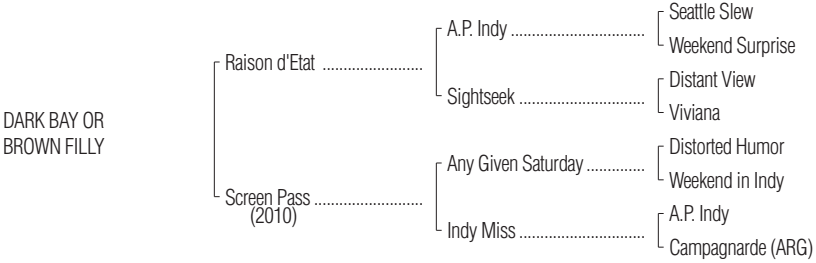 Seattle Slew
A.P. Indy ................................
Weekend Surprise
Raison d'Etat ........................
Distant View
Sightseek ..............................
Viviana
DARK BAY OR
BROWN FILLY
Distorted Humor
Any Given Saturday ..............
Weekend in Indy
Screen Pass ..........................
(2010)
A.P. Indy
Indy Miss ..............................
Campagnarde (ARG)